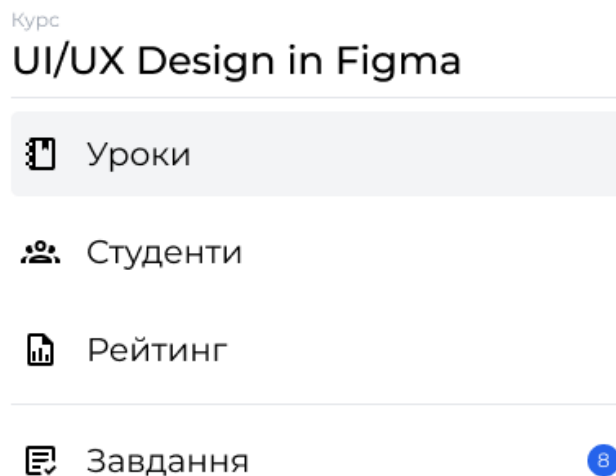 Курс
UI/UX Design in Figma
Уроки
Студенти
Рейтинг
Завдання 8